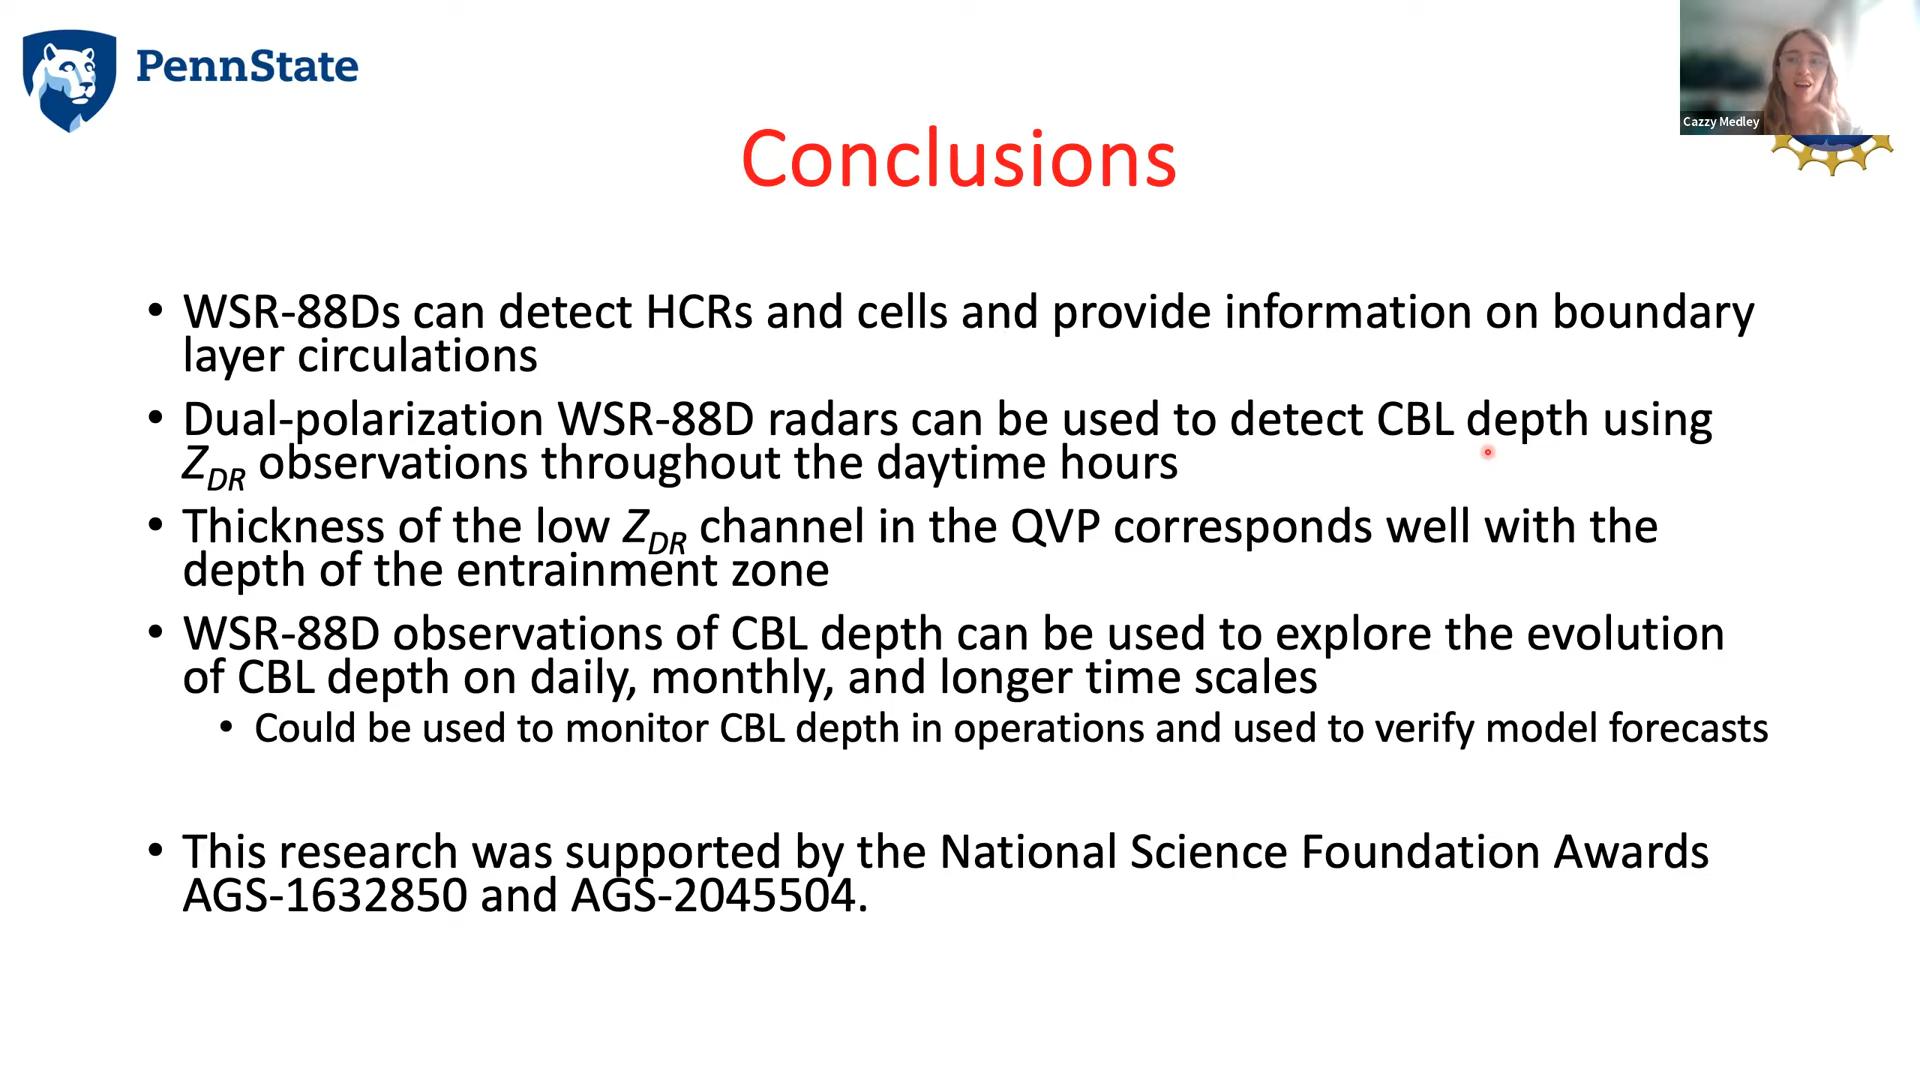 PennState
Cazzy Medley
Conclusions
• WSR-88Ds can detect HCRs and cells and provide information on boundary
layer circulations
• Dual-polarization WSR-88D radars can be used to detect CBL depth using
Z_DR observations throughout the daytime hours
• Thickness of the low Z_DR channel in the QVP corresponds well with the
depth of the entrainment zone
• WSR-88D observations of CBL depth can be used to explore the evolution
of CBL depth on daily, monthly, and longer time scales
• Could be used to monitor CBL depth in operations and used to verify model forecasts
• This research was supported by the National Science Foundation Awards
AGS-1632850 and AGS-2045504.